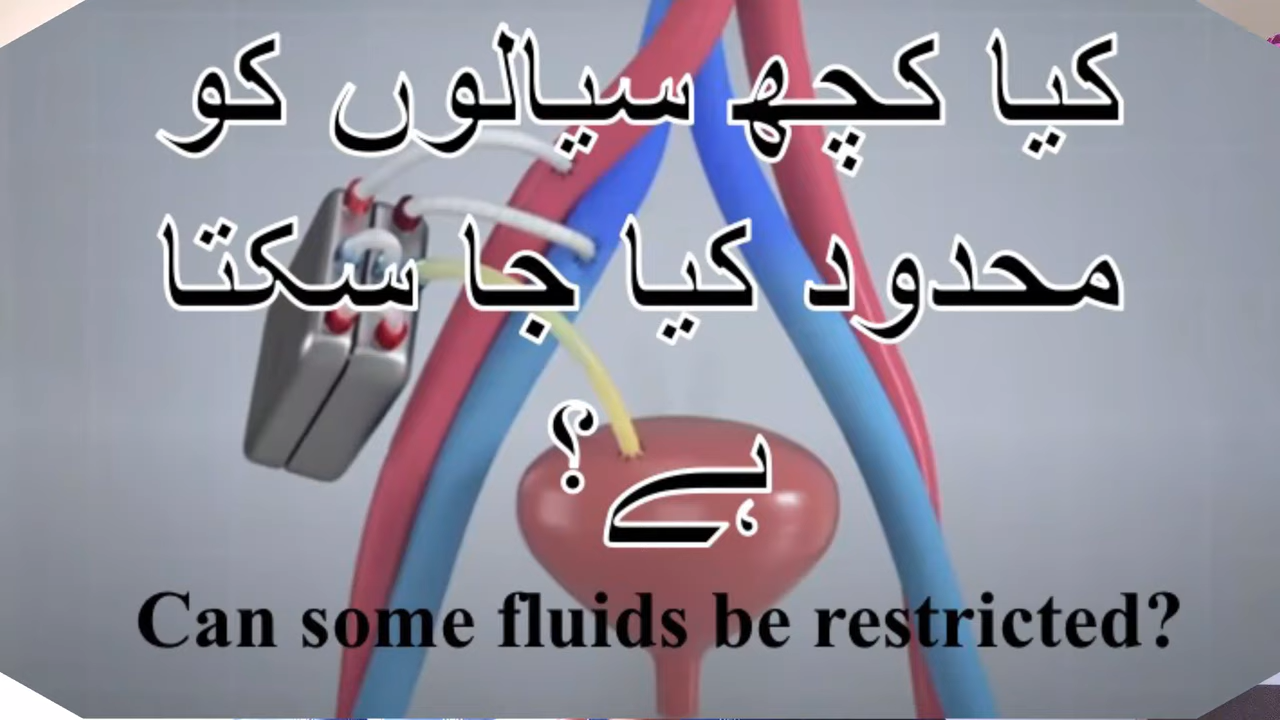 کیا کچھ سیالوں کو
محدود کیا جا سکتا
ہے؟
Can some fluids be restricted?